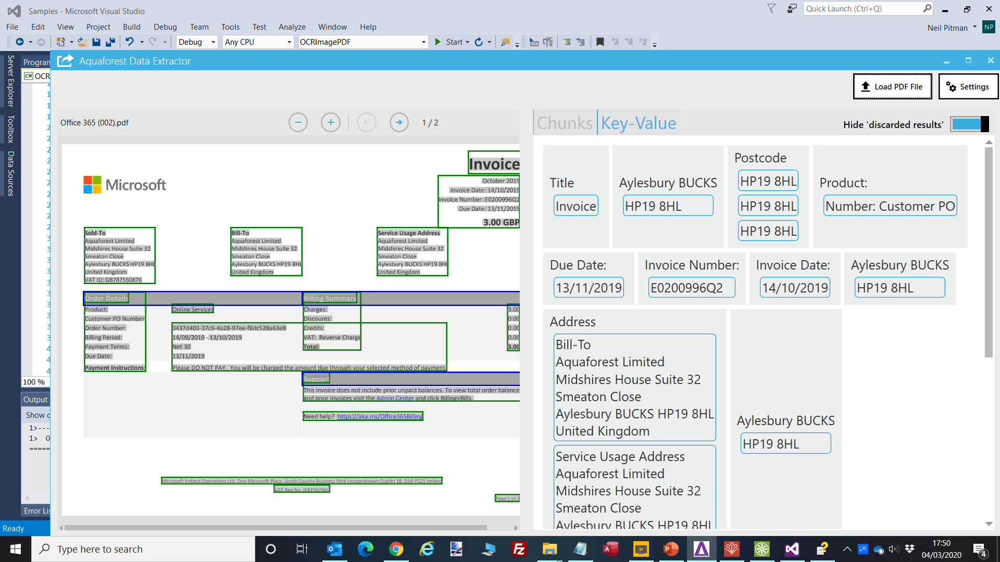 Samples - Microsoft Visual Studio
Quick Launch (Ctrl+Q)
File Edit View Project Build Debug Team Tools Test Analyze Window Help
Neil Pitman NP
Debug Any CPU OCRImagePDF Start
Server Explorer
Toolbox
Data Sources
Program
C# OCR
100 %
Output
Show o
1>---
1> O
=====
Error Lis
Ready
Aquaforest Data Extractor
Load PDF File Settings
Office 365 (002).pdf
1 / 2
Invoice
Microsoft
October 2019
Invoice Date: 14/10/2019
Invoice Number: E0200996Q2
Due Date: 13/11/2019
3.00 GBP
Sold-To
Aquaforest Limited
Midshires House Suite 32
Smeaton Close
Aylesbury BUCKS HP19 8HL
United Kingdom
VAT ID: GB787550876
Bill-To
Aquaforest Limited
Midshires House Suite 32
Smeaton Close
Aylesbury BUCKS HP19 8HL
United Kingdom
Service Usage Address
Aquaforest Limited
Midshires House Suite 32
Smeaton Close
Aylesbury BUCKS HP19 8HL
United Kingdom
Order Details
Product: Online Services
Customer PO Number:
Order Number: 0437d403-37c6-4a28-97ee-f8dc528a63e8
Billing Period: 14/09/2019 - 13/10/2019
Payment Terms: Net 30
Due Date: 13/11/2019
Payment Instructions: Please DO NOT PAY. You will be charged the amount due through your selected method of payment.
Billing Summary
Charges: 3.00
Discounts: 0.00
Credits: 0.00
VAT: Reverse Charge 0.00
Total: 3.00
Support
This invoice does not include prior unpaid balances. To view total order balance
and prior invoices visit the Admin Center and click Billing>Bills.
Need help? https://aka.ms/Office365Billing
Microsoft Ireland Operations Ltd, One Microsoft Place, South County Business Park Leopardstown Dublin 18, D18 P521 Ireland
VAT Reg No. IE8256796U
Page 1 of 2
Chunks Key-Value
Hide 'discarded results'
Title
Invoice
Aylesbury BUCKS
HP19 8HL
Postcode
HP19 8HL
HP19 8HL
HP19 8HL
Product:
Number: Customer PO
Due Date:
13/11/2019
Invoice Number:
E0200996Q2
Invoice Date:
14/10/2019
Aylesbury BUCKS
HP19 8HL
Address
Bill-To
Aquaforest Limited
Midshires House Suite 32
Smeaton Close
Aylesbury BUCKS HP19 8HL
United Kingdom
Service Usage Address
Aquaforest Limited
Midshires House Suite 32
Smeaton Close
Aylesbury BUCKS HP19 8HL
Aylesbury BUCKS
HP19 8HL
Type here to search
17:50
04/03/2020
4